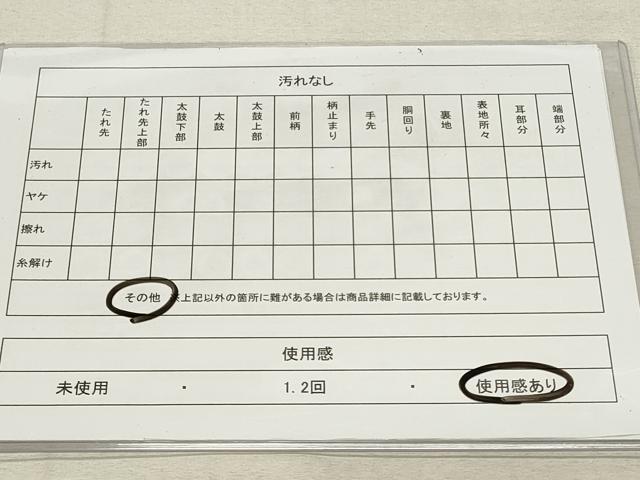 汚れなし
たれ先 たれ先上部 太鼓下部 太鼓 太鼓上部 前柄 柄止まり 手先 胴回り 裏地 表地所々 耳部分 端部分
汚れ
ヤケ
擦れ
糸解け
その他 ※上記以外の箇所に難がある場合は商品詳細に記載しております。
使用感
未使用 ・ 1.2回 ・ 使用感あり